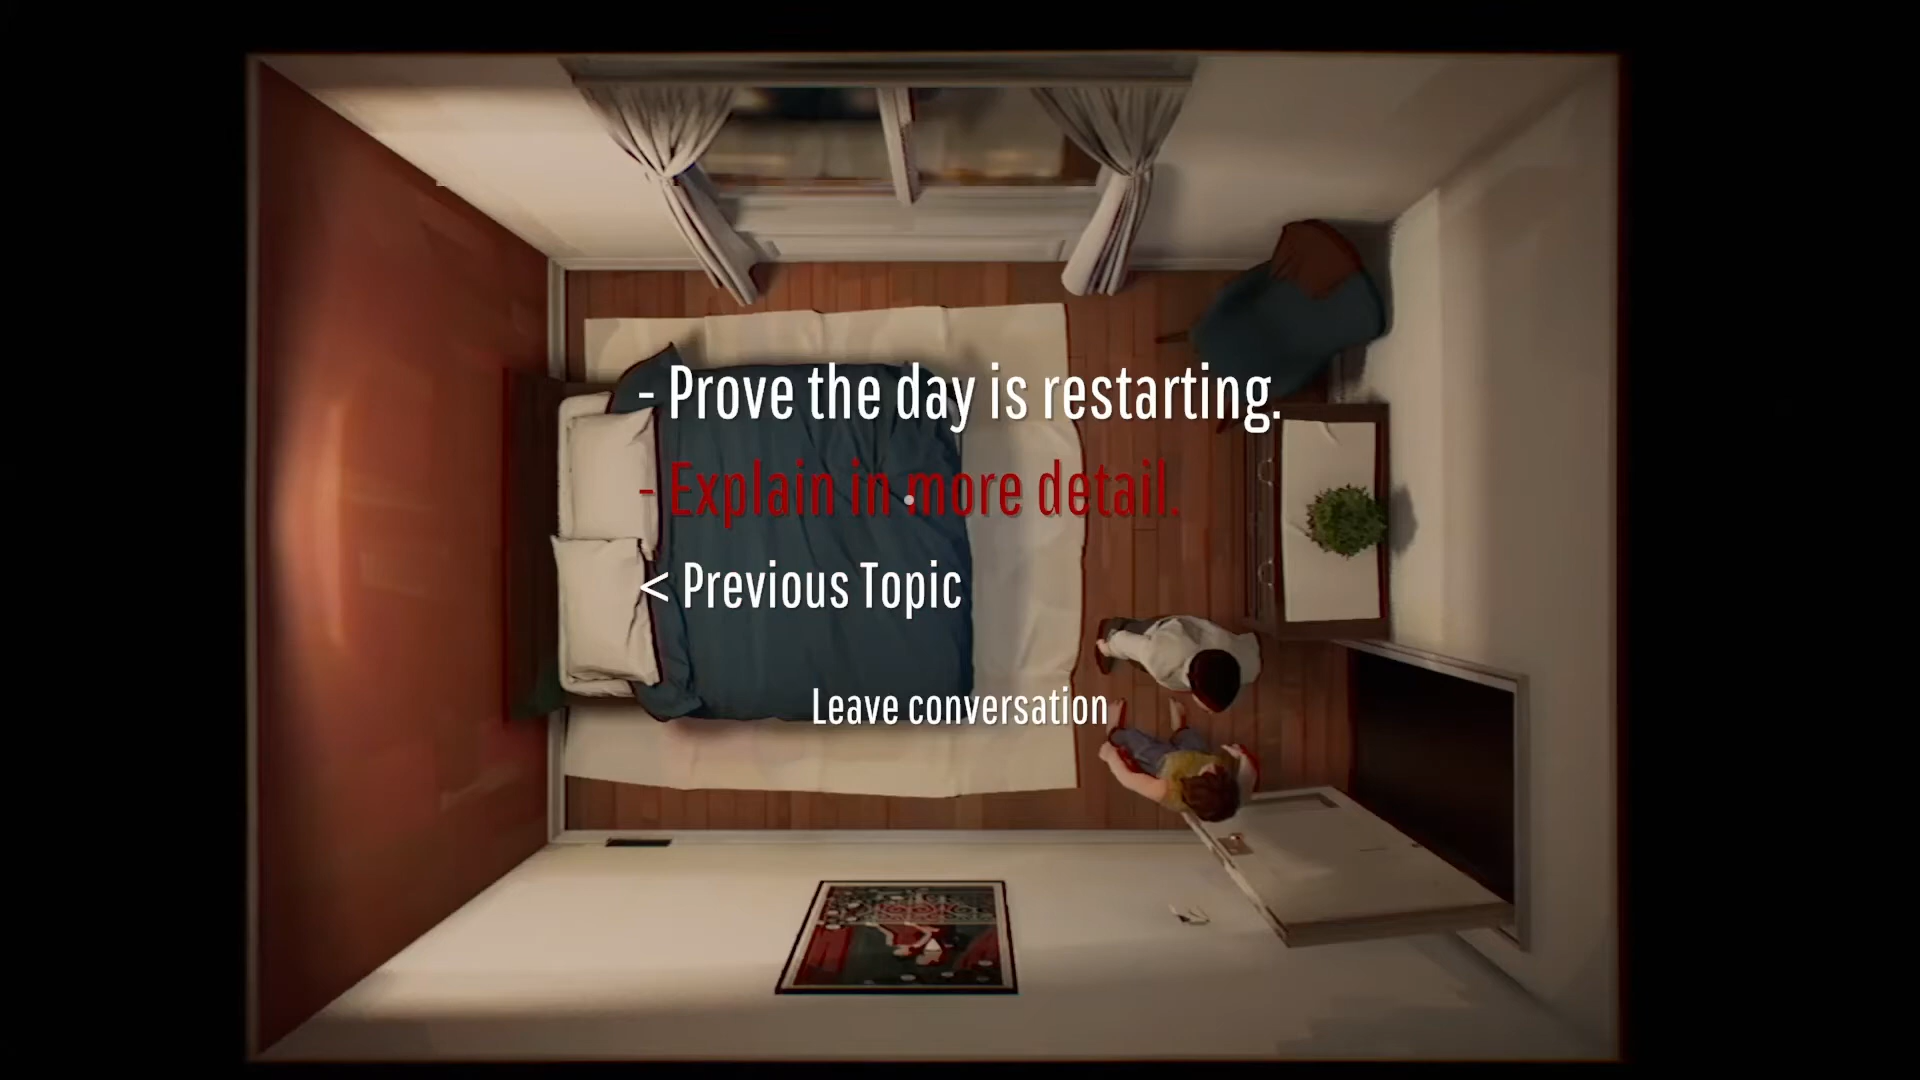 - Prove the day is restarting.
- Explain in more detail.
< Previous Topic
Leave conversation